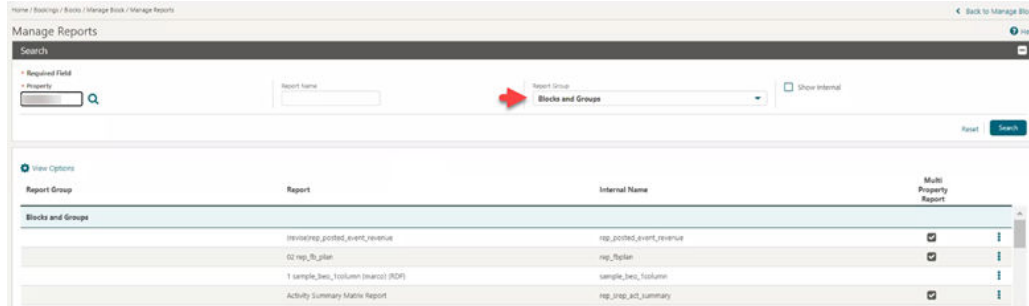 Home / Bookings / Blocks / Manage Block / Manage Reports
Back to Manage Blo
Manage Reports
He
Search
* Required Field
* Property
Report Name
Report Group
Blocks and Groups
Show Internal
Reset
Search
View Options
Report Group
Report
Internal Name
Multi
Property
Report
Blocks and Groups
(revise)rep_posted_event_revenue
rep_posted_event_revenue
02 rep_fb_plan
rep_fbplan
1 sample_beo_1column (marco) (RDP)
sample_beo_1column
Activity Summary Matrix Report
rep_srep_act_summary